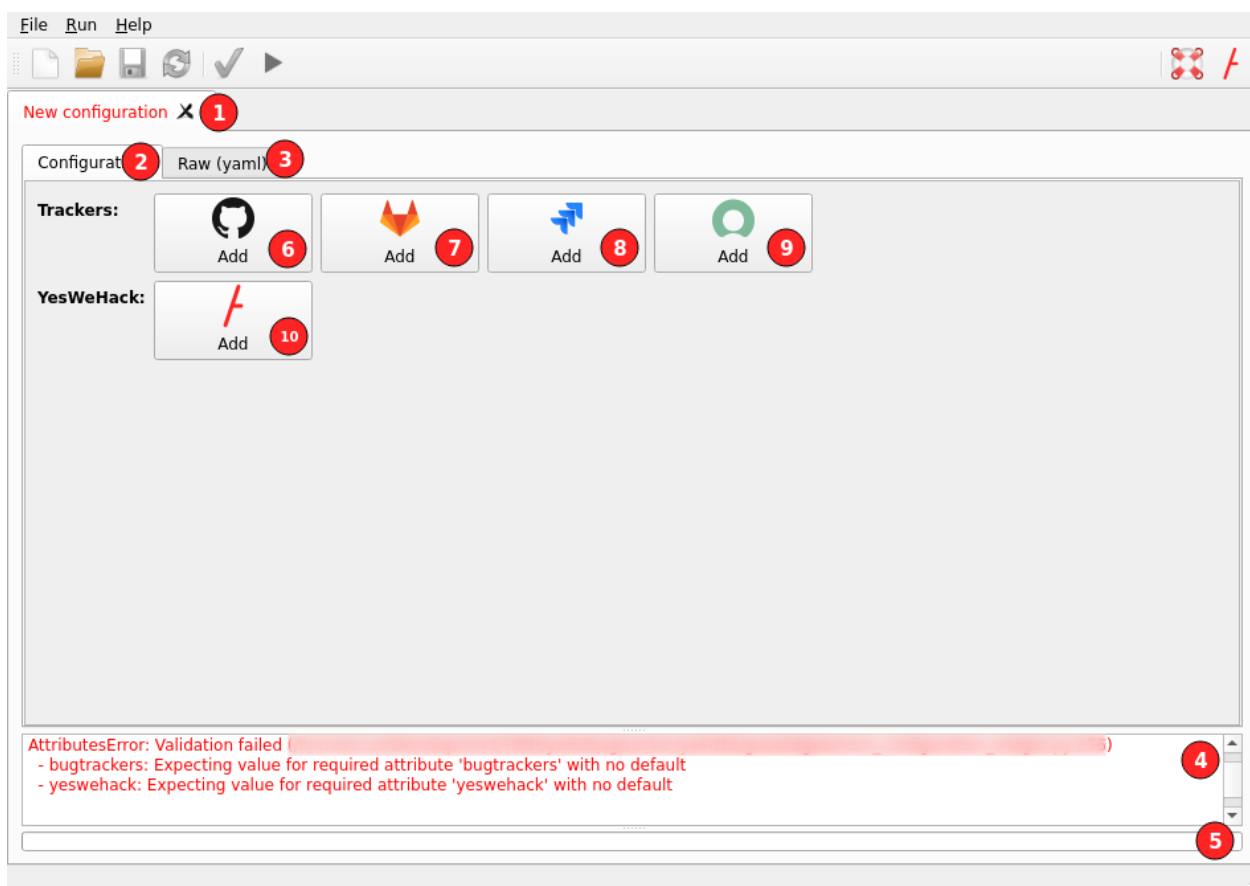 File Run Help
New configuration 1
Configurat 2 Raw (yaml) 3
Trackers:
Add 6 Add 7 Add 8 Add 9
YesWeHack:
Add 10
AttributesError: Validation failed ( )
- bugtrackers: Expecting value for required attribute 'bugtrackers' with no default
- yeswehack: Expecting value for required attribute 'yeswehack' with no default
4
5